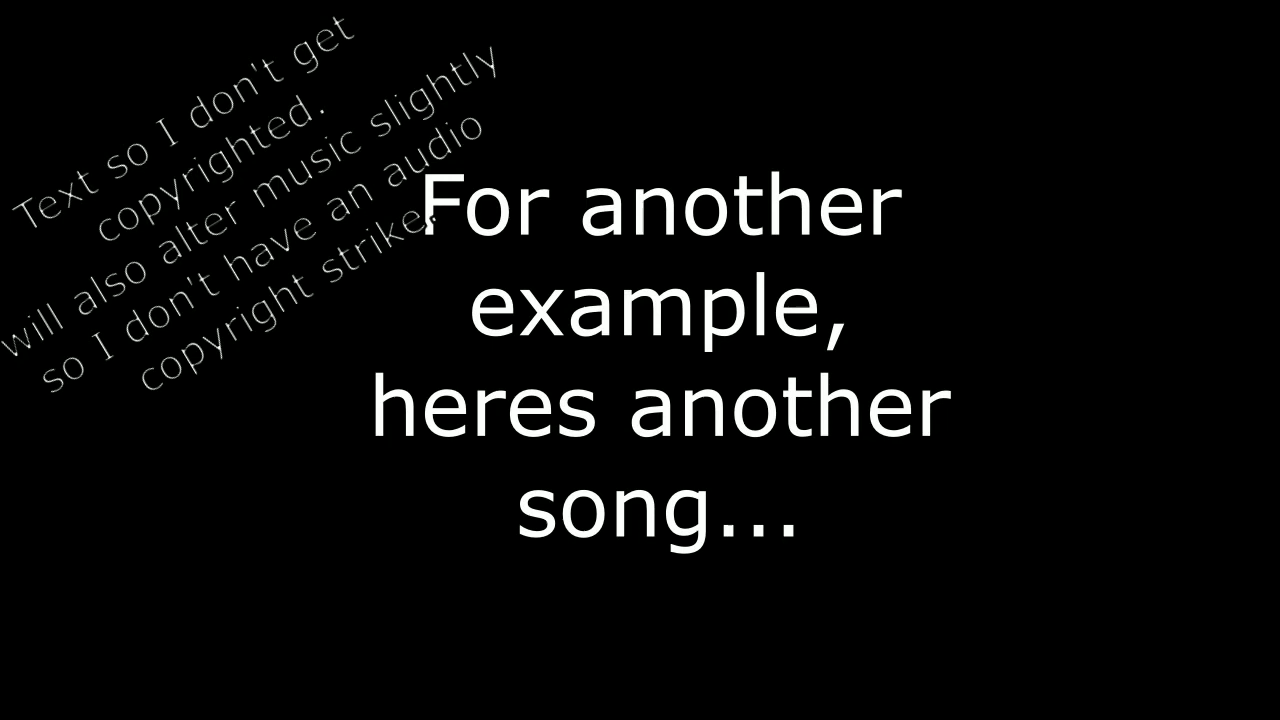 Text so I don't get
copyrighted.
will also alter music slightly
so I don't have an audio
copyright strike.
For another
example,
heres another
song...